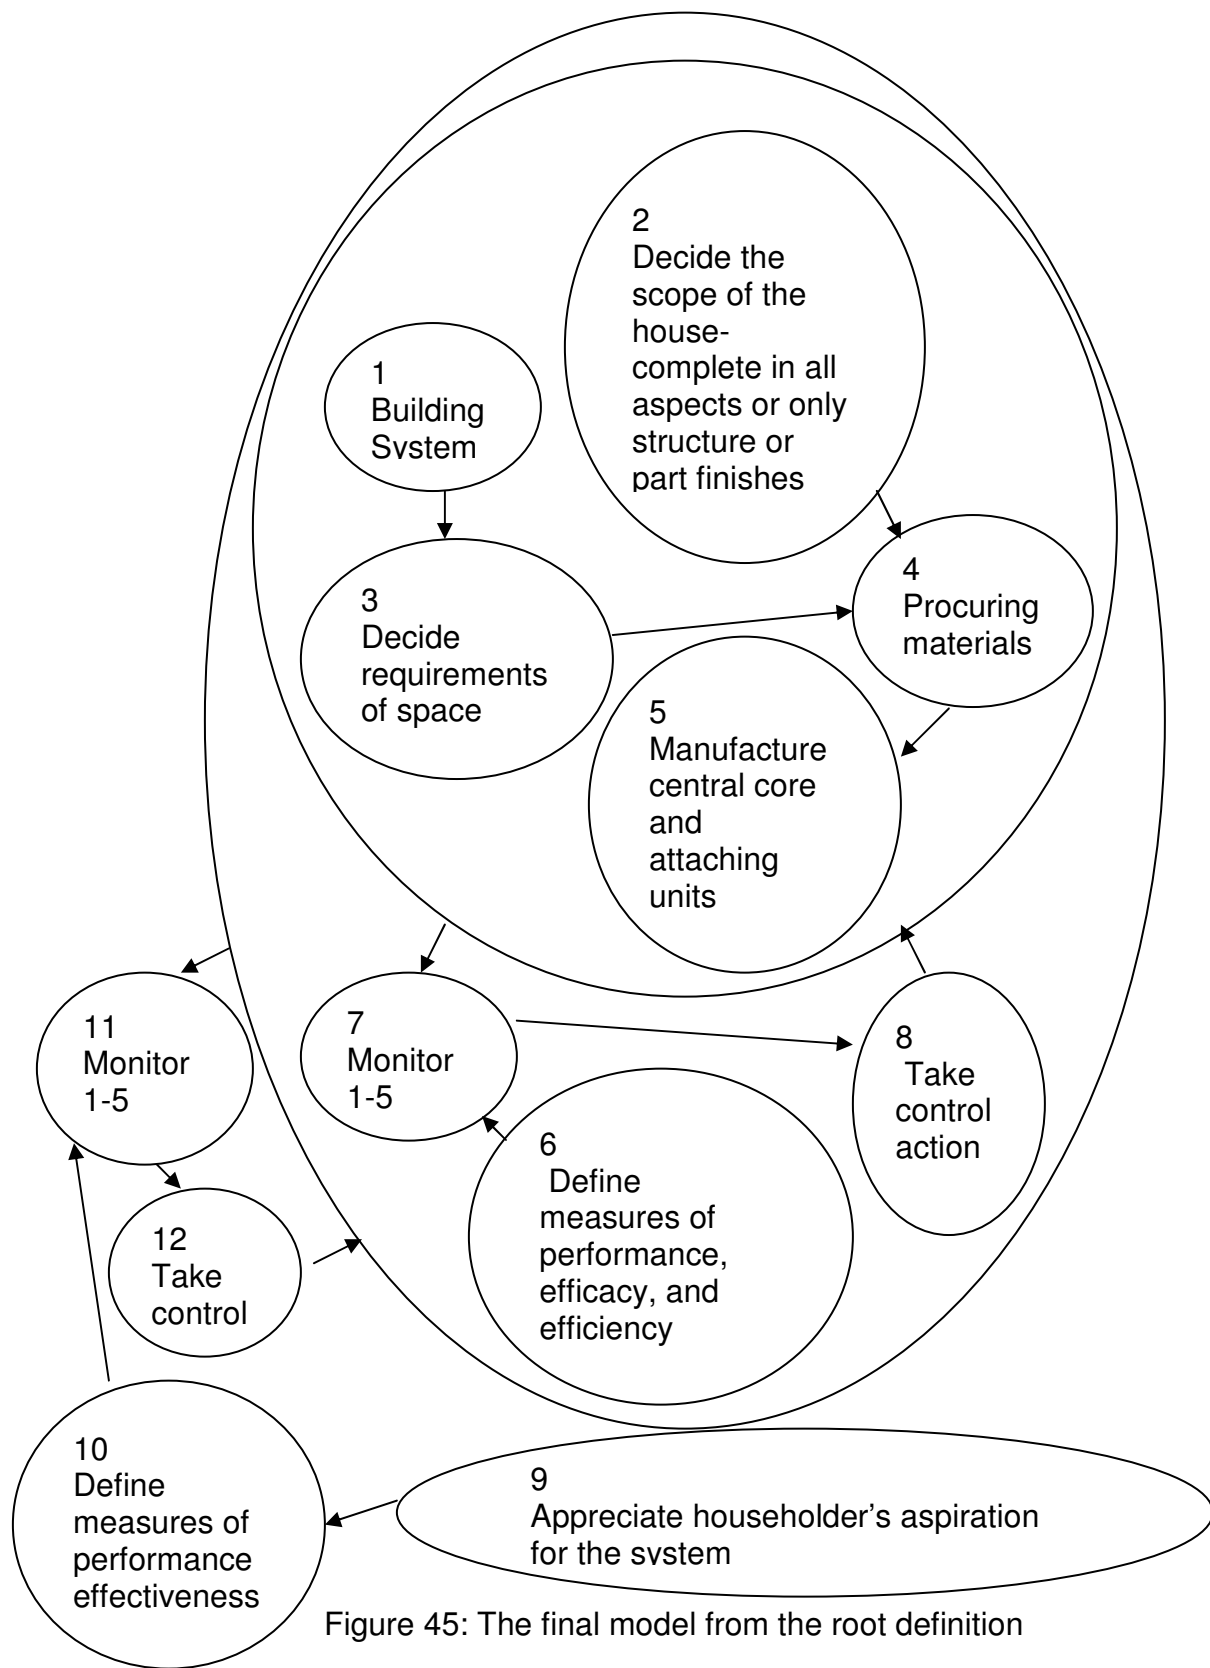 1
Building
System
2
Decide the
scope of the
house-
complete in all
aspects or only
structure or
part finishes
3
Decide
requirements
of space
4
Procuring
materials
5
Manufacture
central core
and
attaching
units
11
Monitor
1-5
7
Monitor
1-5
8
Take
control
action
6
Define
measures of
performance,
efficacy, and
efficiency
12
Take
control
10
Define
measures of
performance
effectiveness
9
Appreciate householder’s aspiration
for the system
Figure 45: The final model from the root definition